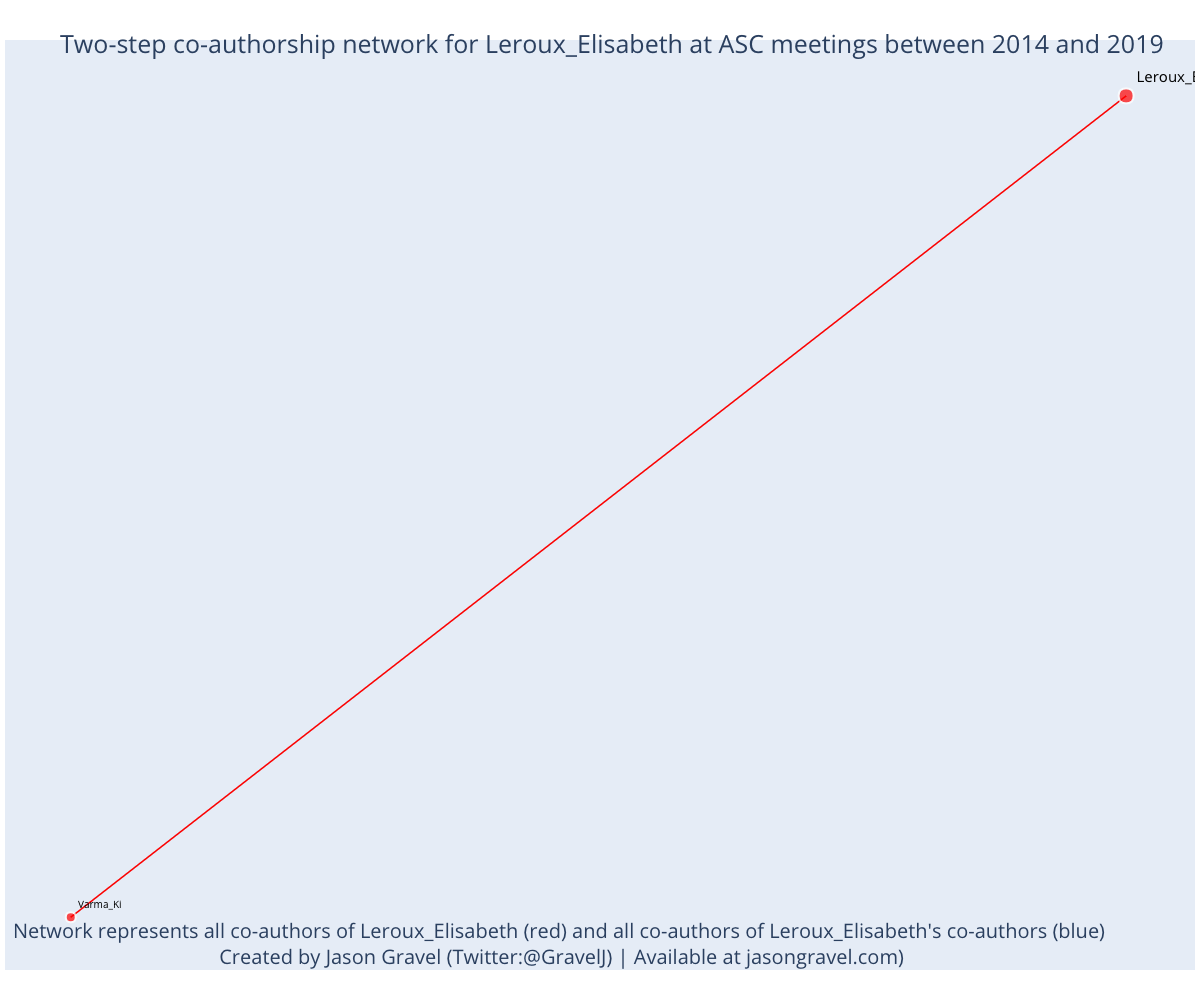 Two-step co-authorship network for Leroux_Elisabeth at ASC meetings between 2014 and 2019
Leroux_E
Varma_Ki
Network represents all co-authors of Leroux_Elisabeth (red) and all co-authors of Leroux_Elisabeth's co-authors (blue)
Created by Jason Gravel (Twitter:@GravelJ) | Available at jasongravel.com)